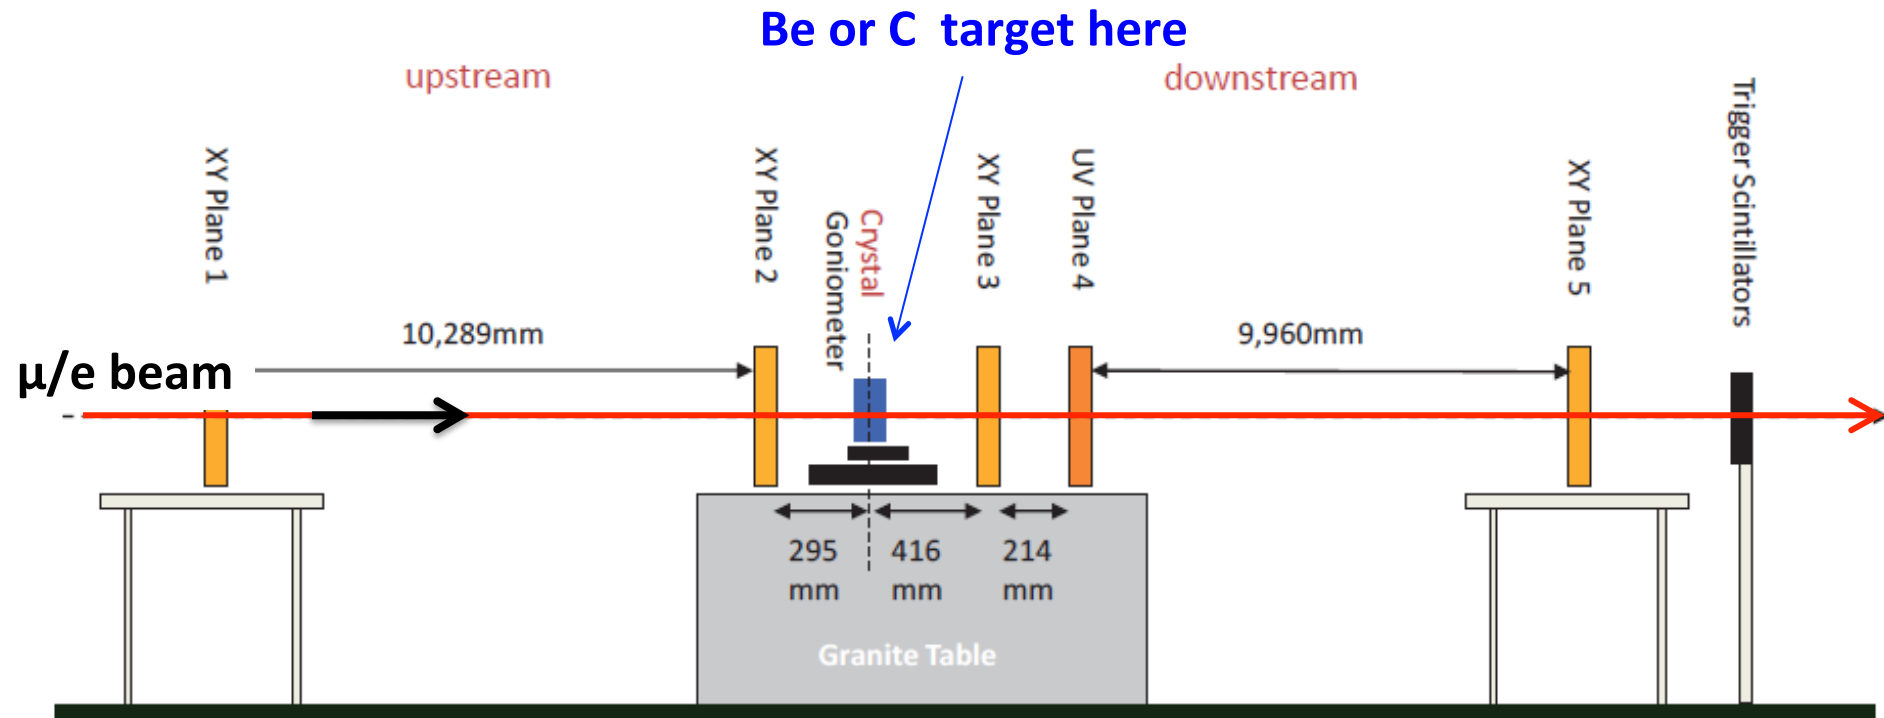 Be or C  target here
upstream
downstream
XY Plane 1
XY Plane 2
Goniometer
Crystal
XY Plane 3
UV Plane 4
XY Plane 5
Trigger Scintillators
10,289mm
9,960mm
μ/e beam
295
mm
416
mm
214
mm
Granite Table